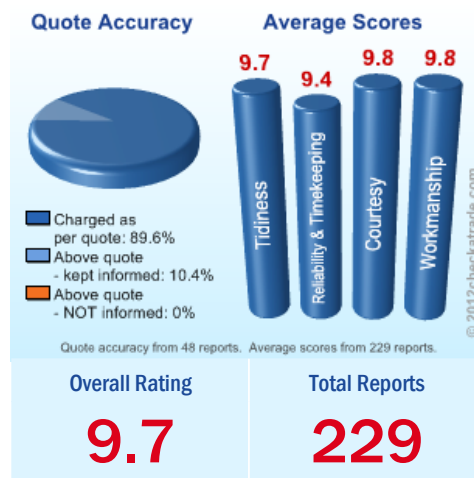 Quote Accuracy
Average Scores
9.7
9.4
9.8
9.8
Tidiness
Reliability & Timekeeping
Courtesy
Workmanship
Charged as
per quote: 89.6%
Above quote
- kept informed: 10.4%
Above quote
- NOT informed: 0%
© 2012checkatrade.com
Quote accuracy from 48 reports. Average scores from 229 reports.
Overall Rating
Total Reports
9.7
229